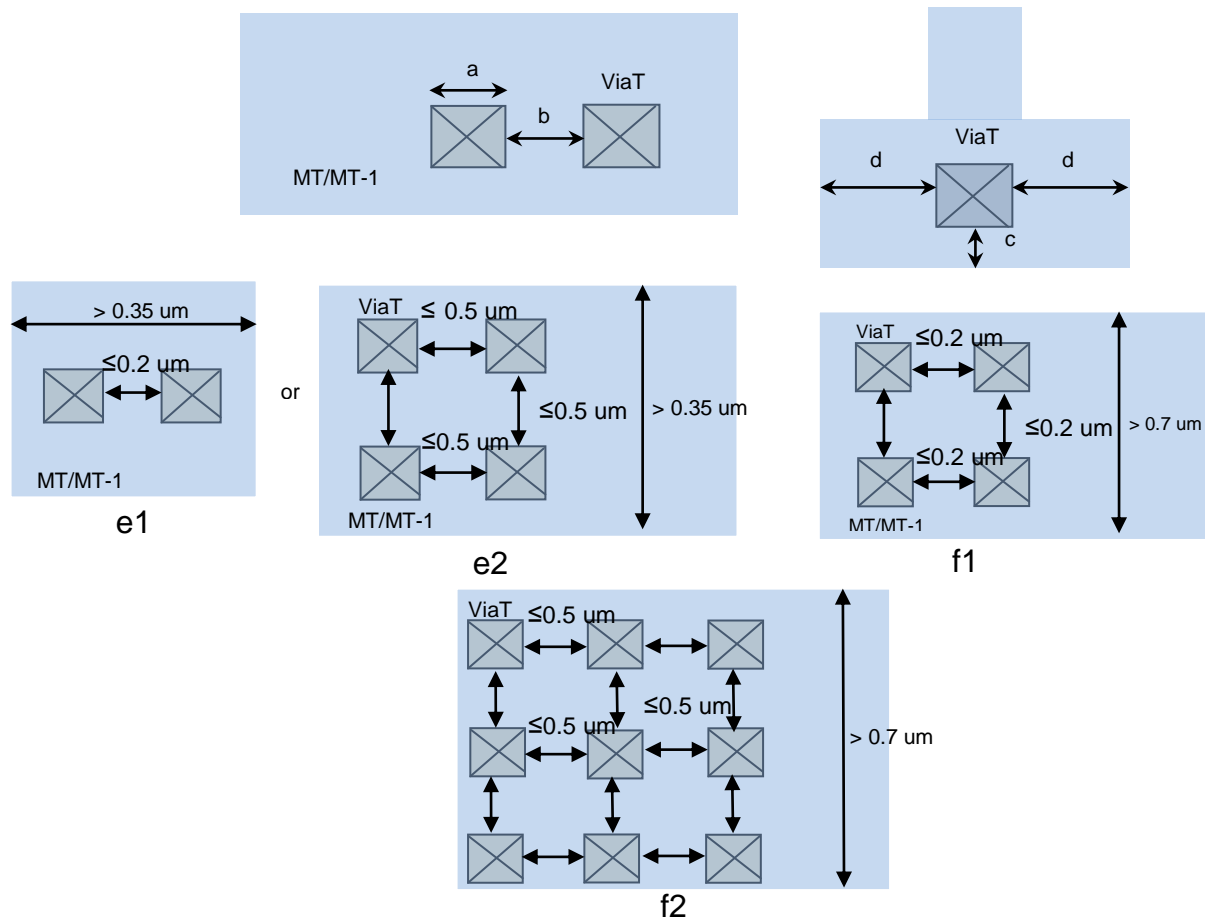 a
ViaT
b
MT/MT-1
ViaT
d
d
c
> 0.35 um
≤0.2 um
MT/MT-1
e1
or
ViaT
≤ 0.5 um
≤0.5 um
> 0.35 um
≤0.5 um
MT/MT-1
e2
ViaT
≤0.2 um
≤0.2 um
> 0.7 um
≤0.2 um
MT/MT-1
f1
ViaT
≤0.5 um
≤0.5 um
≤0.5 um
> 0.7 um
f2